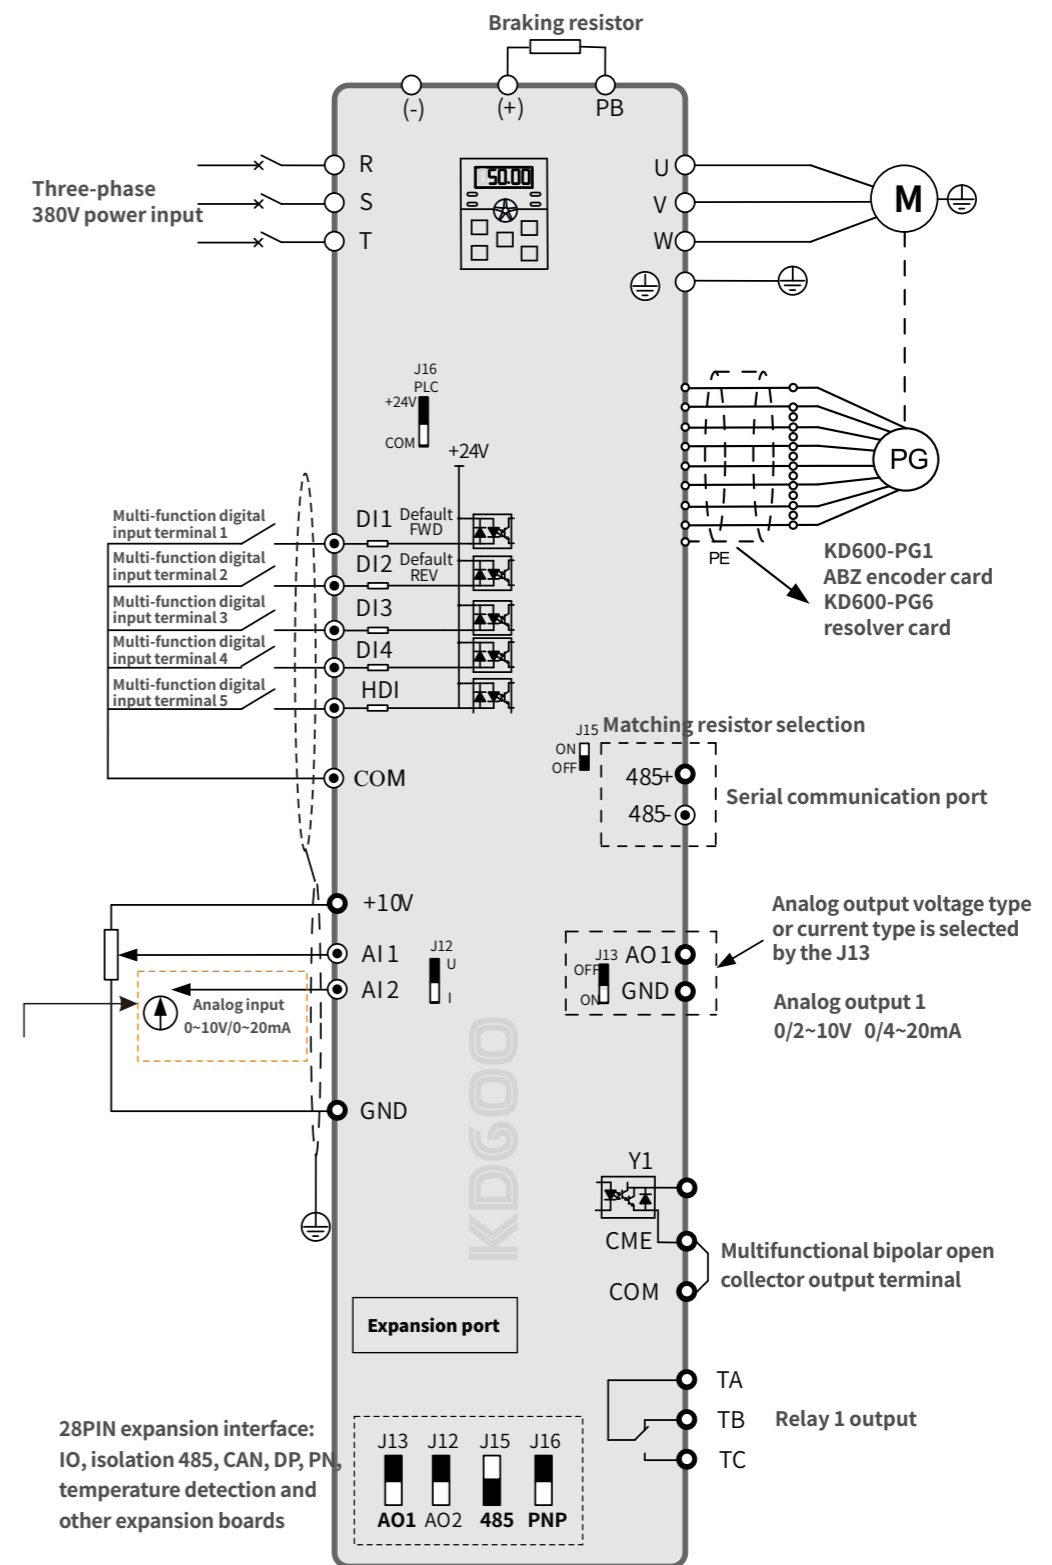 Braking resistor
(-)
(+)
PB
R
S
T
Three-phase
380V power input
50.00
U
V
W
M
J16
PLC
+24V
COM
+24V
PG
PE
KD600-PG1
ABZ encoder card
KD600-PG6
resolver card
Multi-function digital
input terminal 1
DI1 Default
FWD
Multi-function digital
input terminal 2
DI2 Default
REV
Multi-function digital
input terminal 3
DI3
Multi-function digital
input terminal 4
DI4
Multi-function digital
input terminal 5
HDI
COM
J15 Matching resistor selection
ON
OFF
485+
485-
Serial communication port
+10V
AI1
AI2
J12
U
I
Analog input
0~10V/0~20mA
GND
J13
OFF
ON
AO1
GND
Analog output voltage type
or current type is selected
by the J13
Analog output 1
0/2~10V 0/4~20mA
KD600
Y1
CME
COM
Multifunctional bipolar open
collector output terminal
Expansion port
TA
TB
TC
Relay 1 output
28PIN expansion interface:
IO, isolation 485, CAN, DP, PN,
temperature detection and
other expansion boards
J13 J12 J15 J16
AO1 AO2 485 PNP